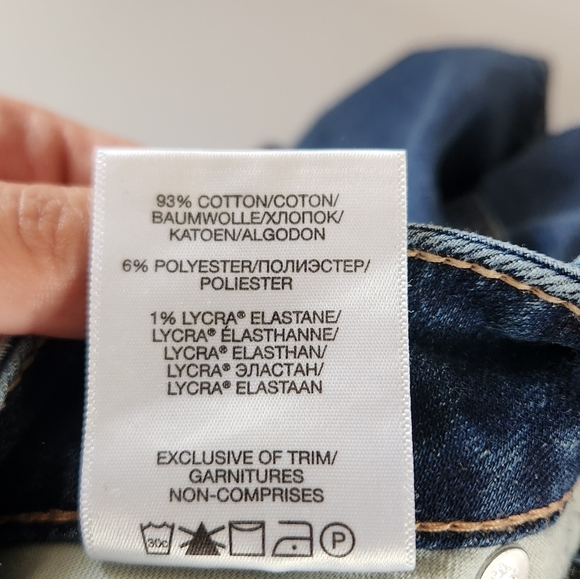 93% COTTON/COTON/
BAUMWOLLE/ХЛОПОК/
KATOEN/ALGODON
6% POLYESTER/ПОЛИЭСТЕР/
POLIESTER
1% LYCRA® ELASTANE/
LYCRA® ÉLASTHANNE/
LYCRA® ELASTHAN/
LYCRA® ЭЛАСТАН/
LYCRA® ELASTAAN
EXCLUSIVE OF TRIM/
GARNITURES
NON-COMPRISES
30c P